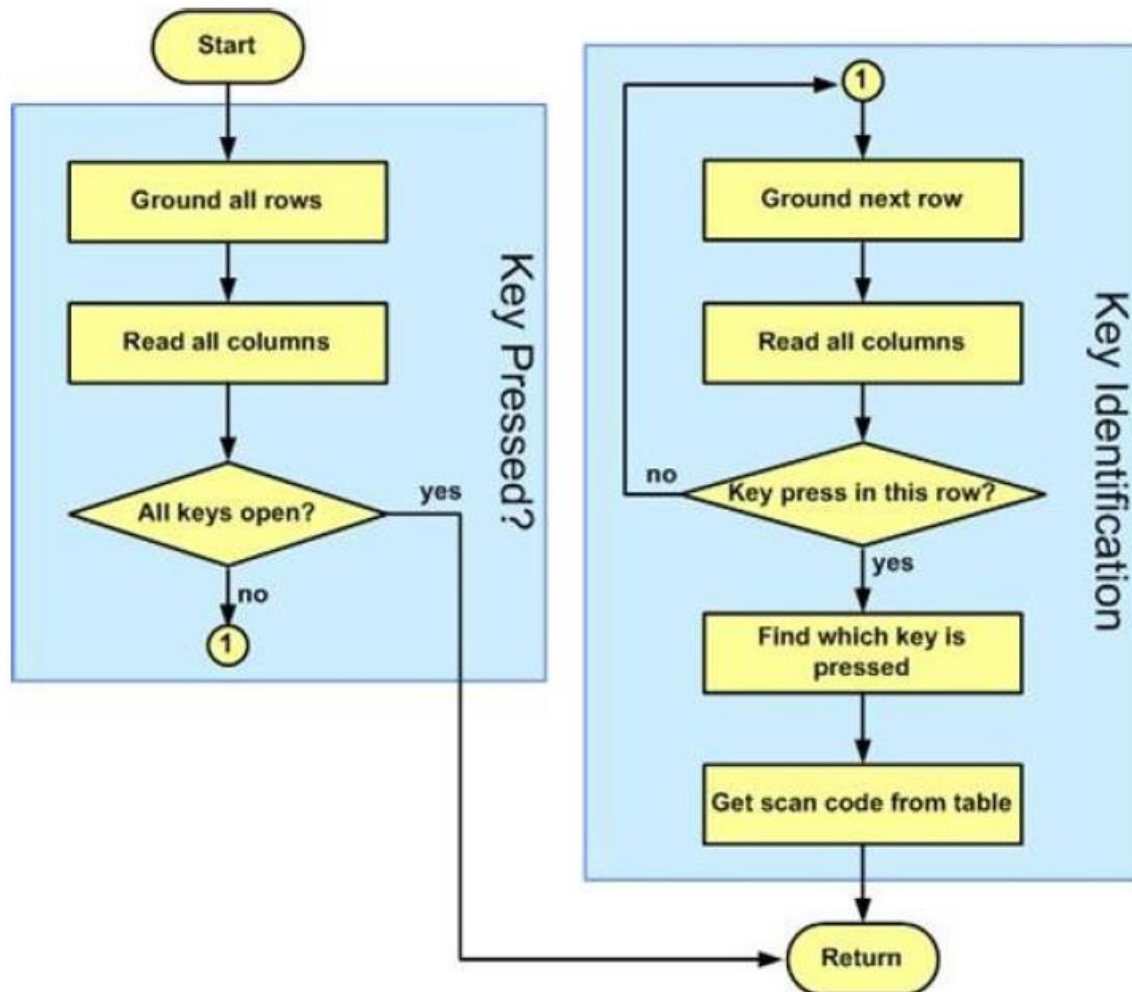 Start
Ground all rows
Read all columns
All keys open?
yes
no
1
Key Pressed?
1
Ground next row
Read all columns
Key press in this row?
no
yes
Find which key is
pressed
Get scan code from table
Key Identification
Return